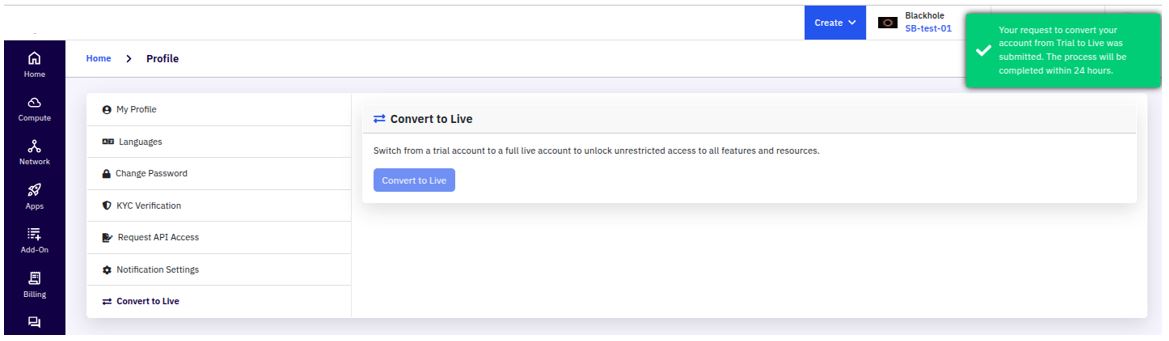 Create
Blackhole
SB-test-01
Your request to convert your
account from Trial to Live was
submitted. The process will be
completed within 24 hours.
Home
Compute
Network
Apps
Add-On
Billing
Home > Profile
My Profile
Languages
Change Password
KYC Verification
Request API Access
Notification Settings
Convert to Live
Convert to Live
Switch from a trial account to a full live account to unlock unrestricted access to all features and resources.
Convert to Live